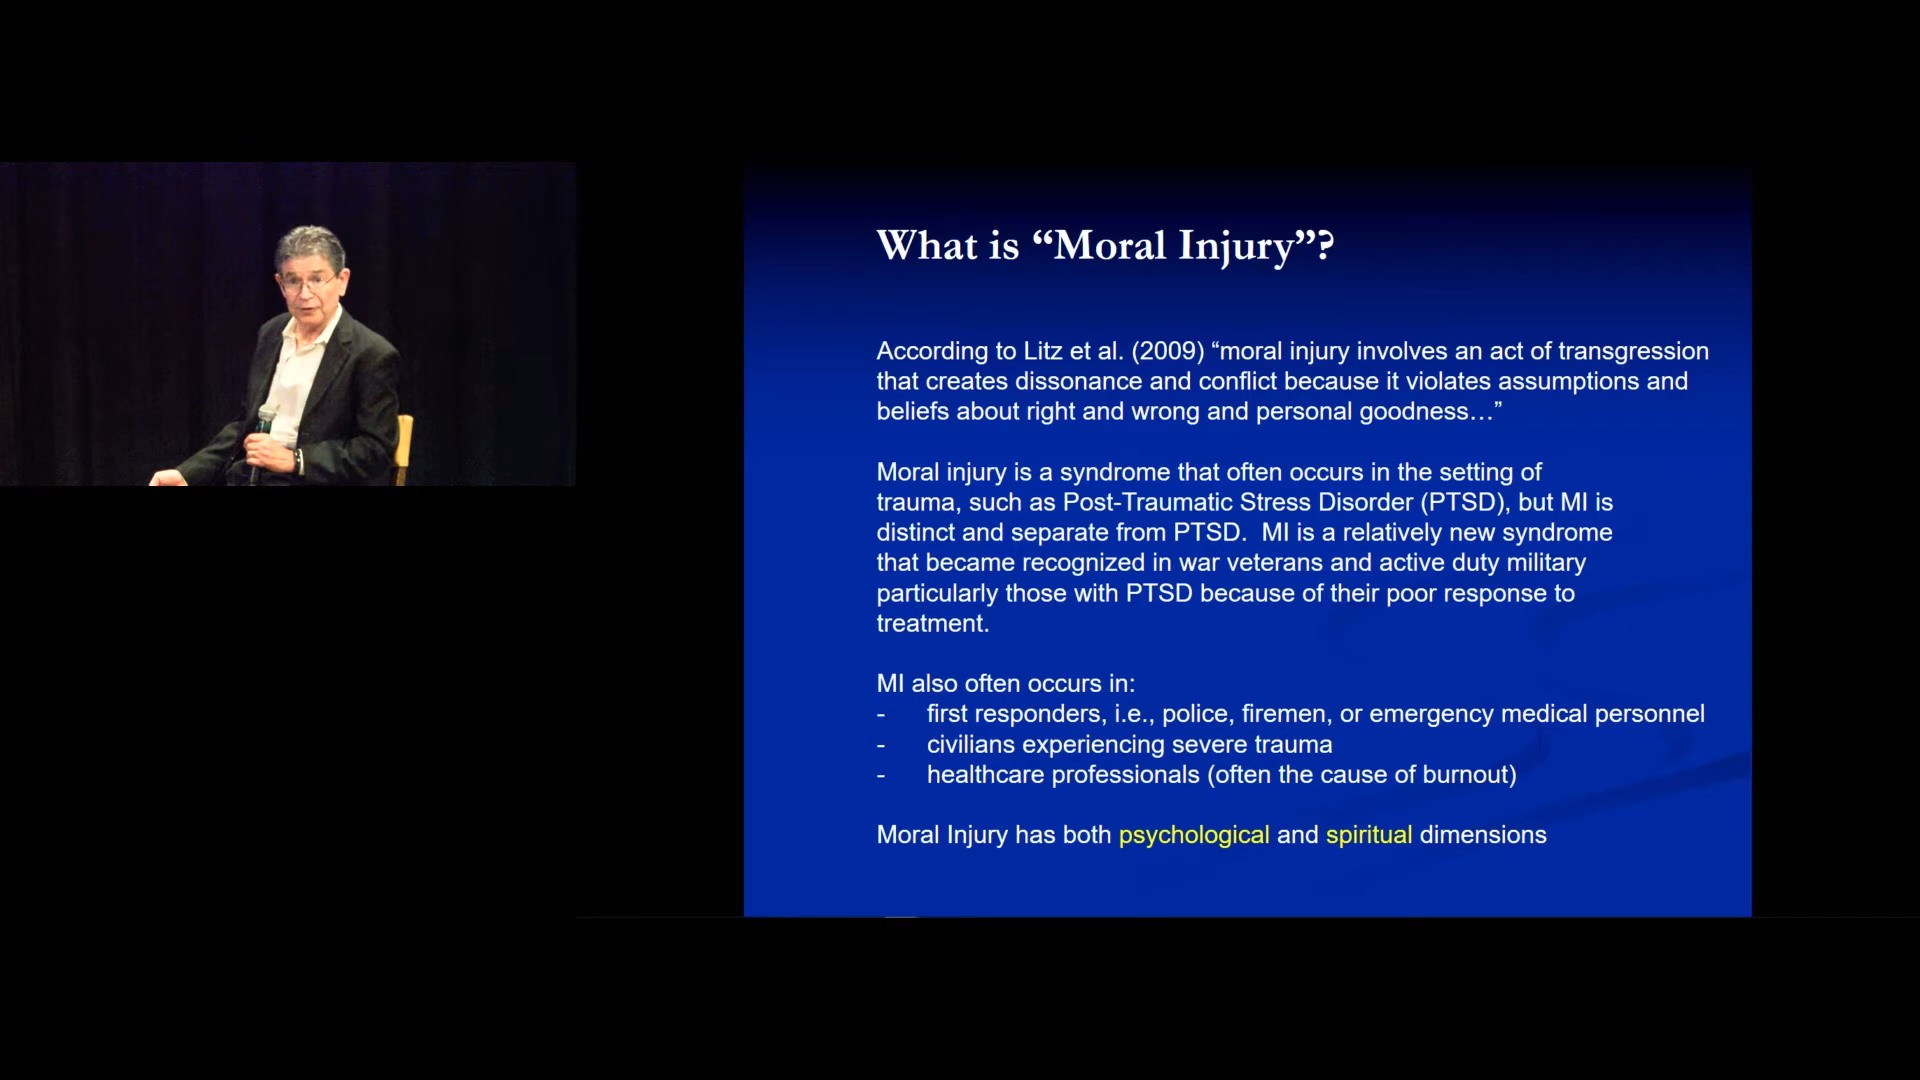 What is “Moral Injury”?
According to Litz et al. (2009) “moral injury involves an act of transgression
that creates dissonance and conflict because it violates assumptions and
beliefs about right and wrong and personal goodness…”
Moral injury is a syndrome that often occurs in the setting of
trauma, such as Post-Traumatic Stress Disorder (PTSD), but MI is
distinct and separate from PTSD.  MI is a relatively new syndrome
that became recognized in war veterans and active duty military
particularly those with PTSD because of their poor response to
treatment.
MI also often occurs in:
- first responders, i.e., police, firemen, or emergency medical personnel
- civilians experiencing severe trauma
- healthcare professionals (often the cause of burnout)
Moral Injury has both psychological and spiritual dimensions